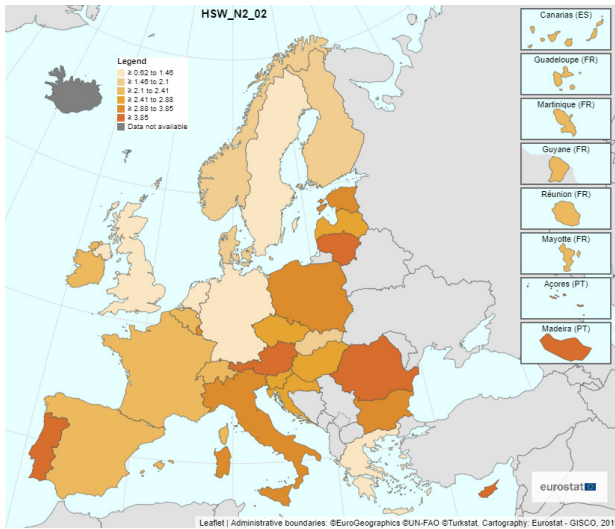 HSW_N2_02
Legend
≥ 0.62 to 1.46
≥ 1.46 to 2.1
≥ 2.1 to 2.41
≥ 2.41 to 2.88
≥ 2.88 to 3.85
≥ 3.85
Data not available
Canarias (ES)
Guadeloupe (FR)
Martinique (FR)
Guyane (FR)
Réunion (FR)
Mayotte (FR)
Açores (PT)
Madeira (PT)
eurostat
Leaflet | Administrative boundaries: ©EuroGeographics ©UN-FAO ©Turkstat, Cartography: Eurostat - GISCO, 201